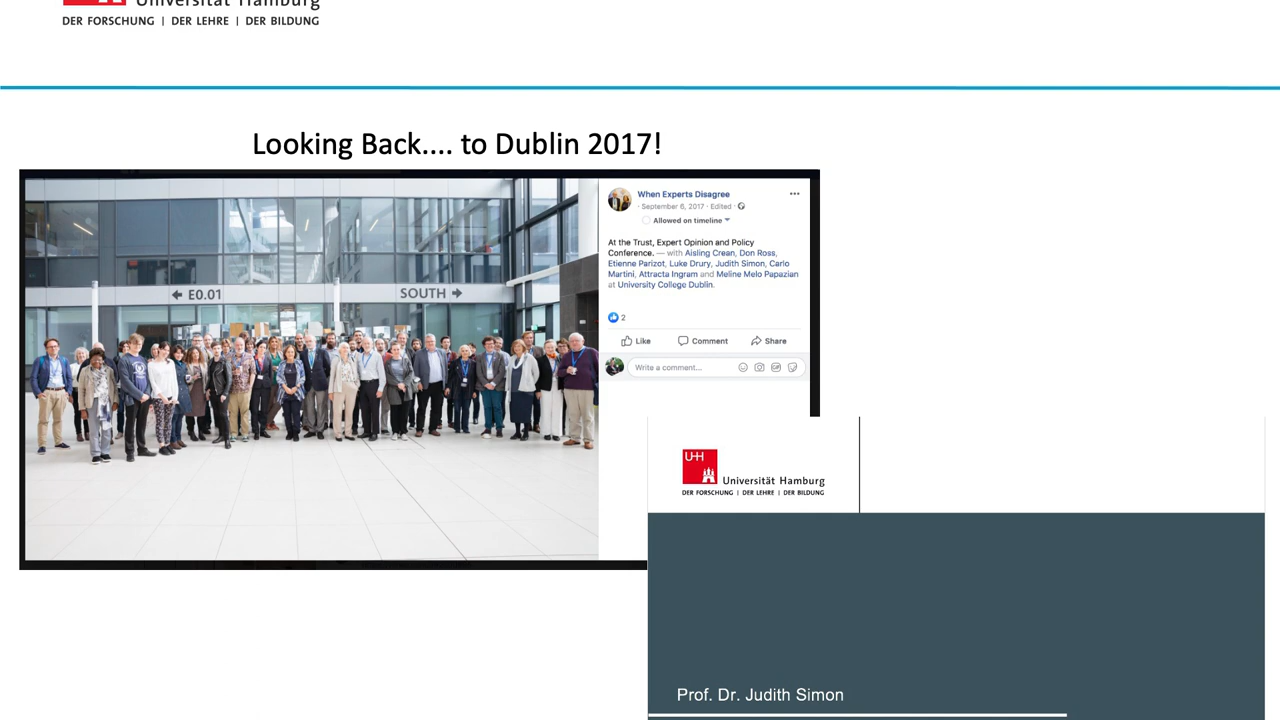 Universität Hamburg
DER FORSCHUNG | DER LEHRE | DER BILDUNG
Looking Back.... to Dublin 2017!
← E0.01
SOUTH →
When Experts Disagree
· September 6, 2017 · Edited ·
Allowed on timeline
At the Trust, Expert Opinion and Policy
Conference. — with Aisling Crean, Don Ross,
Etienne Parizot, Luke Drury, Judith Simon, Carlo
Martini, Attracta Ingram and Meline Melo Papazian
at University College Dublin.
2
Like Comment Share
Write a comment...
UH
Universität Hamburg
DER FORSCHUNG | DER LEHRE | DER BILDUNG
Prof. Dr. Judith Simon